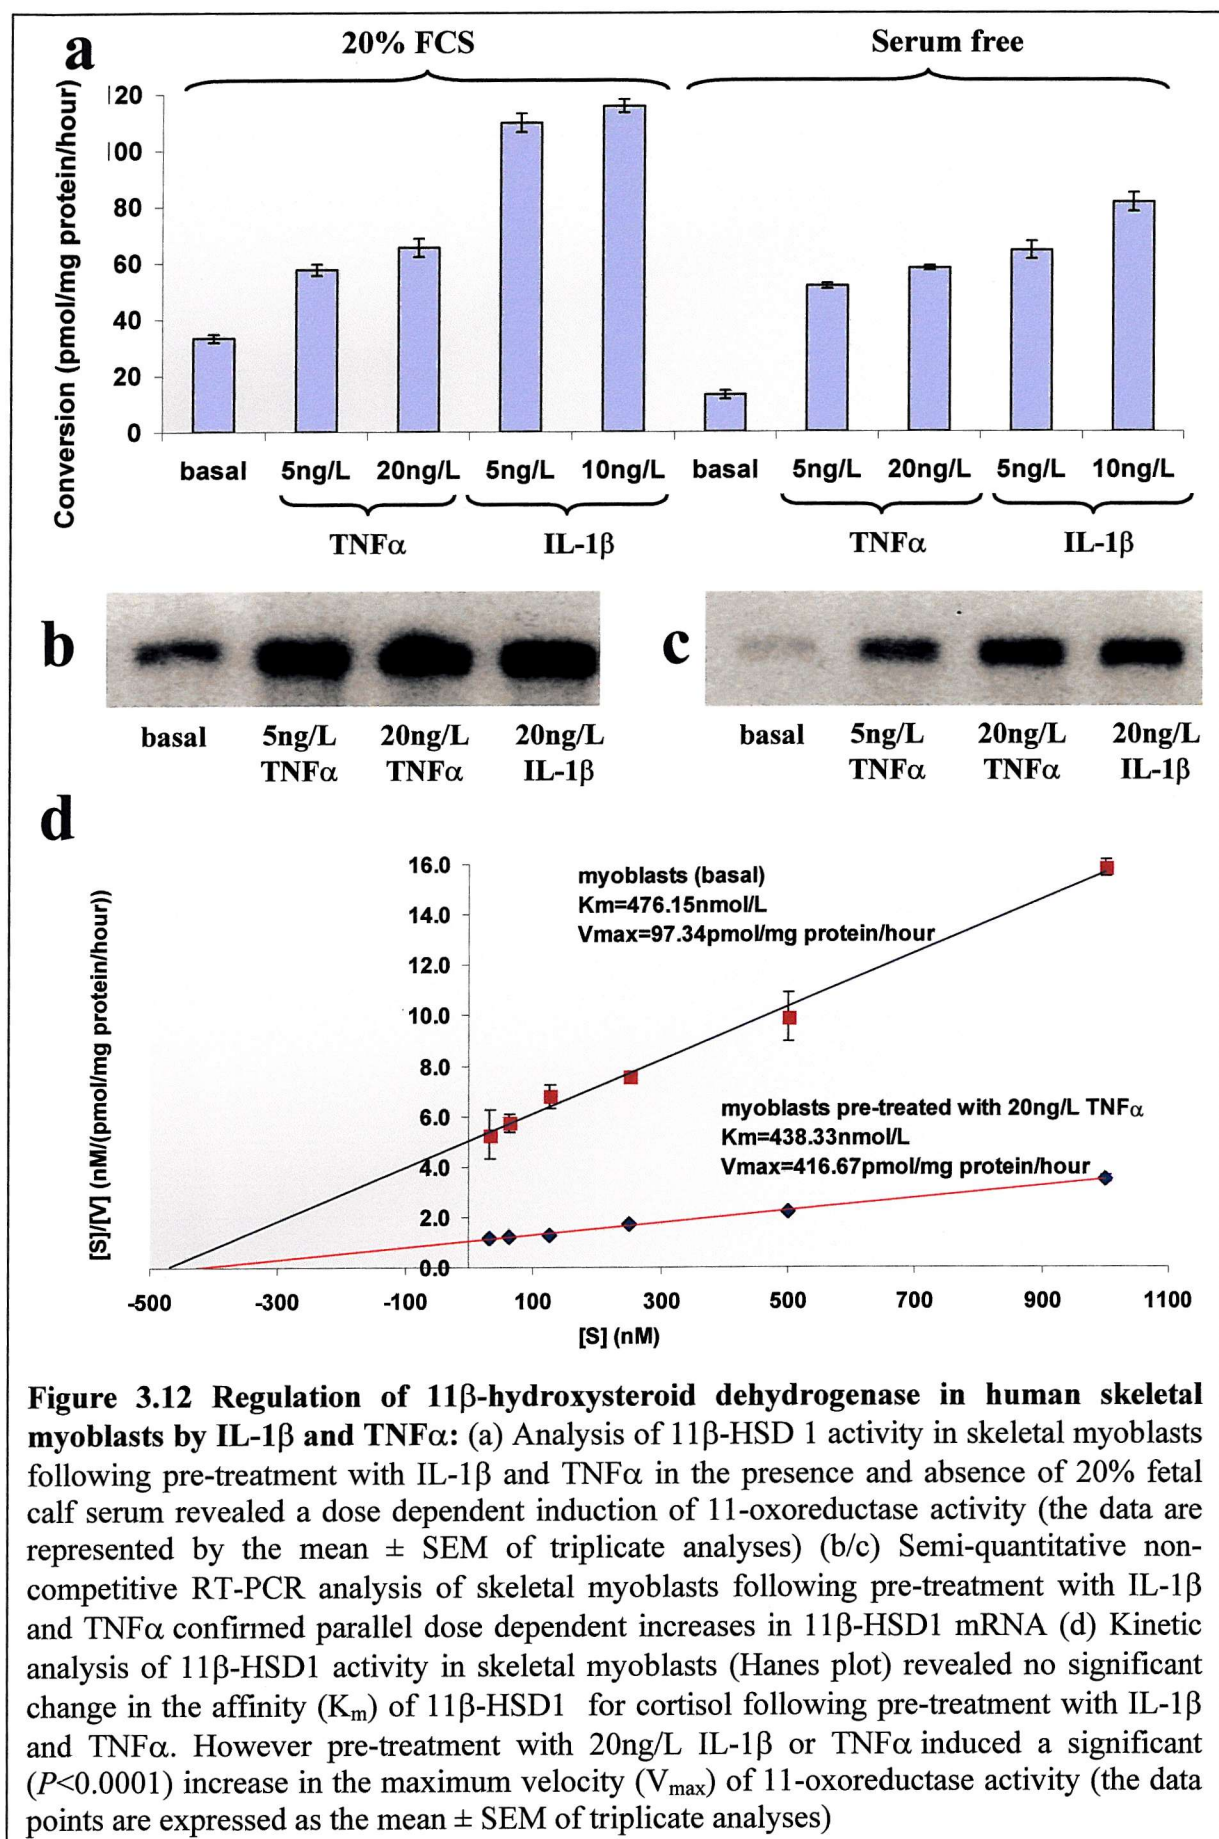 a
20% FCS
Serum free
Conversion (pmol/mg protein/hour)
120
100
80
60
40
20
0
basal 5ng/L 20ng/L 5ng/L 10ng/L basal 5ng/L 20ng/L 5ng/L 10ng/L
TNFα IL-1β TNFα IL-1β
b
basal 5ng/L 20ng/L 20ng/L
TNFα TNFα IL-1β
c
basal 5ng/L 20ng/L 20ng/L
TNFα TNFα IL-1β
d
[S]/[V] (nM/(pmol/mg protein/hour))
16.0
14.0
12.0
10.0
8.0
6.0
4.0
2.0
0.0
myoblasts (basal)
Km=476.15nmol/L
Vmax=97.34pmol/mg protein/hour
myoblasts pre-treated with 20ng/L TNFα
Km=438.33nmol/L
Vmax=416.67pmol/mg protein/hour
-500 -300 -100 100 300 500 700 900 1100
[S] (nM)
Figure 3.12 Regulation of 11β-hydroxysteroid dehydrogenase in human skeletal
myoblasts by IL-1β and TNFα: (a) Analysis of 11β-HSD 1 activity in skeletal myoblasts
following pre-treatment with IL-1β and TNFα in the presence and absence of 20% fetal
calf serum revealed a dose dependent induction of 11-oxoreductase activity (the data are
represented by the mean ± SEM of triplicate analyses) (b/c) Semi-quantitative non-
competitive RT-PCR analysis of skeletal myoblasts following pre-treatment with IL-1β
and TNFα confirmed parallel dose dependent increases in 11β-HSD1 mRNA (d) Kinetic
analysis of 11β-HSD1 activity in skeletal myoblasts (Hanes plot) revealed no significant
change in the affinity (Km) of 11β-HSD1 for cortisol following pre-treatment with IL-1β
and TNFα. However pre-treatment with 20ng/L IL-1β or TNFα induced a significant
(P<0.0001) increase in the maximum velocity (Vmax) of 11-oxoreductase activity (the data
points are expressed as the mean ± SEM of triplicate analyses)